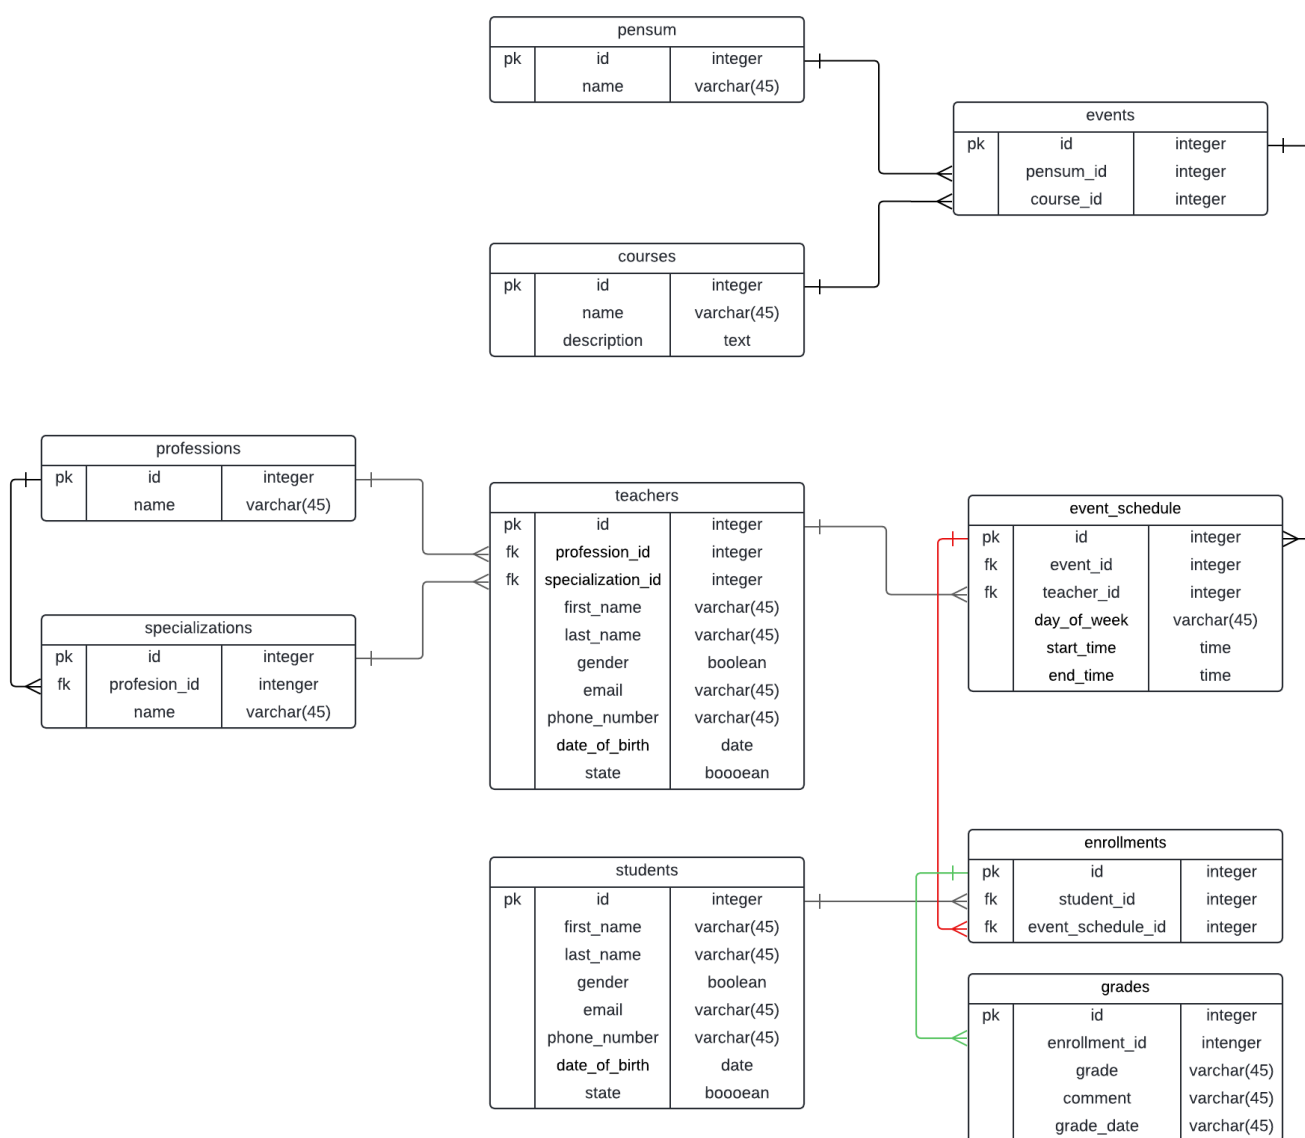 pensum
pk id integer
name varchar(45)
events
pk id integer
pensum_id integer
course_id integer
courses
pk id integer
name varchar(45)
description text
professions
pk id integer
name varchar(45)
specializations
pk id integer
fk profesion_id intenger
name varchar(45)
teachers
pk id integer
fk profession_id integer
fk specialization_id integer
first_name varchar(45)
last_name varchar(45)
gender boolean
email varchar(45)
phone_number varchar(45)
date_of_birth date
state boooean
event_schedule
pk id integer
fk event_id integer
fk teacher_id integer
day_of_week varchar(45)
start_time time
end_time time
students
pk id integer
first_name varchar(45)
last_name varchar(45)
gender boolean
email varchar(45)
phone_number varchar(45)
date_of_birth date
state boooean
enrollments
pk id integer
fk student_id integer
fk event_schedule_id integer
grades
pk id integer
enrollment_id intenger
grade varchar(45)
comment varchar(45)
grade_date varchar(45)